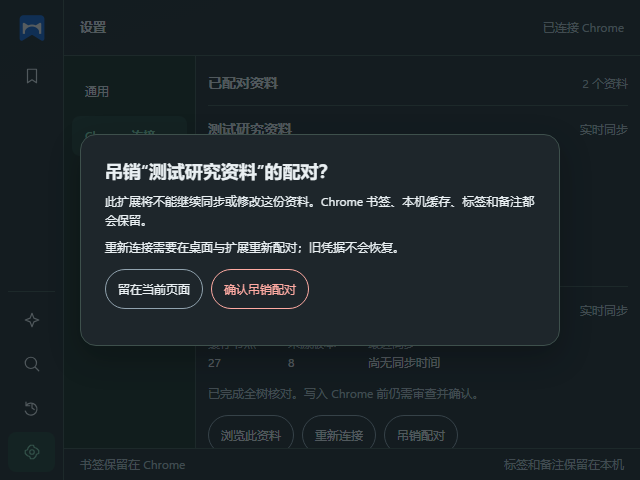 设置
已连接 Chrome
通用
已配对资料
2 个资料
连接
测试研究资料
实时同步
吊销“测试研究资料”的配对？
此扩展将不能继续同步或修改这份资料。Chrome 书签、本机缓存、标签和备注都
会保留。
重新连接需要在桌面与扩展重新配对；旧凭据不会恢复。
留在当前页面
确认吊销配对
实时同步
27
8
尚无同步时间
已完成全树核对。写入 Chrome 前仍需审查并确认。
浏览此资料
重新连接
吊销配对
书签保留在 Chrome
标签和备注保留在本机